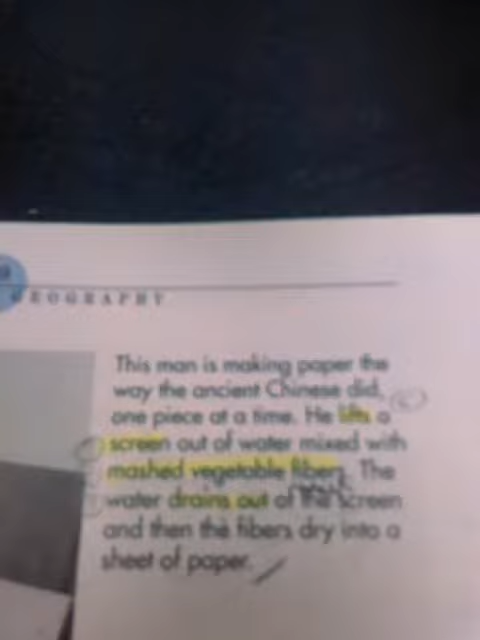 GEOGRAPHY
This man is making paper the
way the ancient Chinese did,
one piece at a time. He lifts a
screen out of water mixed with
mashed vegetable fibers. The
water drains out of the screen
and then the fibers dry into a
sheet of paper.